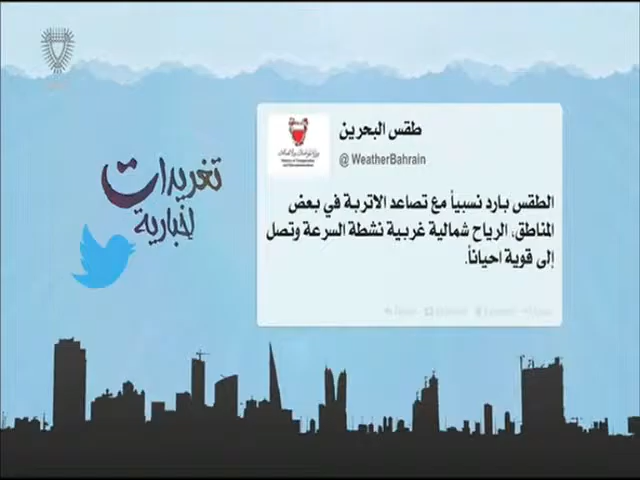 طقس البحرين
@WeatherBahrain
تغريدات
إخبارية
الطقس بارد نسبياً مع تصاعد الاتربة في بعض
المناطق، الرياح شمالية غربية نشطة السرعة وتصل
إلى قوية احياناً.